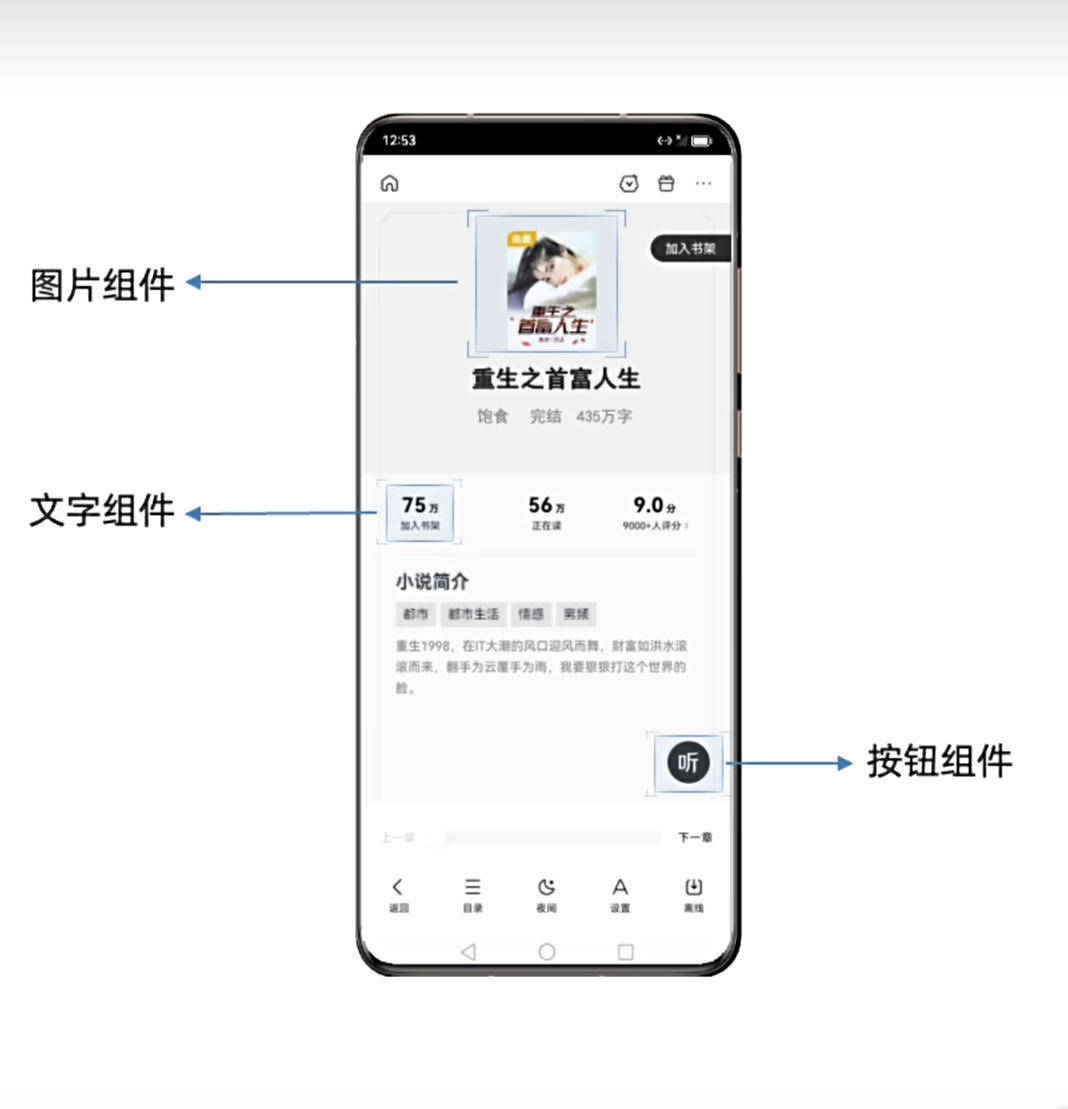 12:53
加入书架
免费
重生之
首富人生
图片组件
重生之首富人生
饱食 完结 435万字
文字组件
75万 56万 9.0分
加入书架 正在读 9000+人评分 ›
小说简介
都市 都市生活 情感 男频
重生1998，在IT大潮的风口迎风而舞，财富如洪水滚
滚而来，翻手为云覆手为雨，我要狠狠打这个世界的
脸。
听
按钮组件
上一章 下一章
返回 目录 夜间 设置 离线